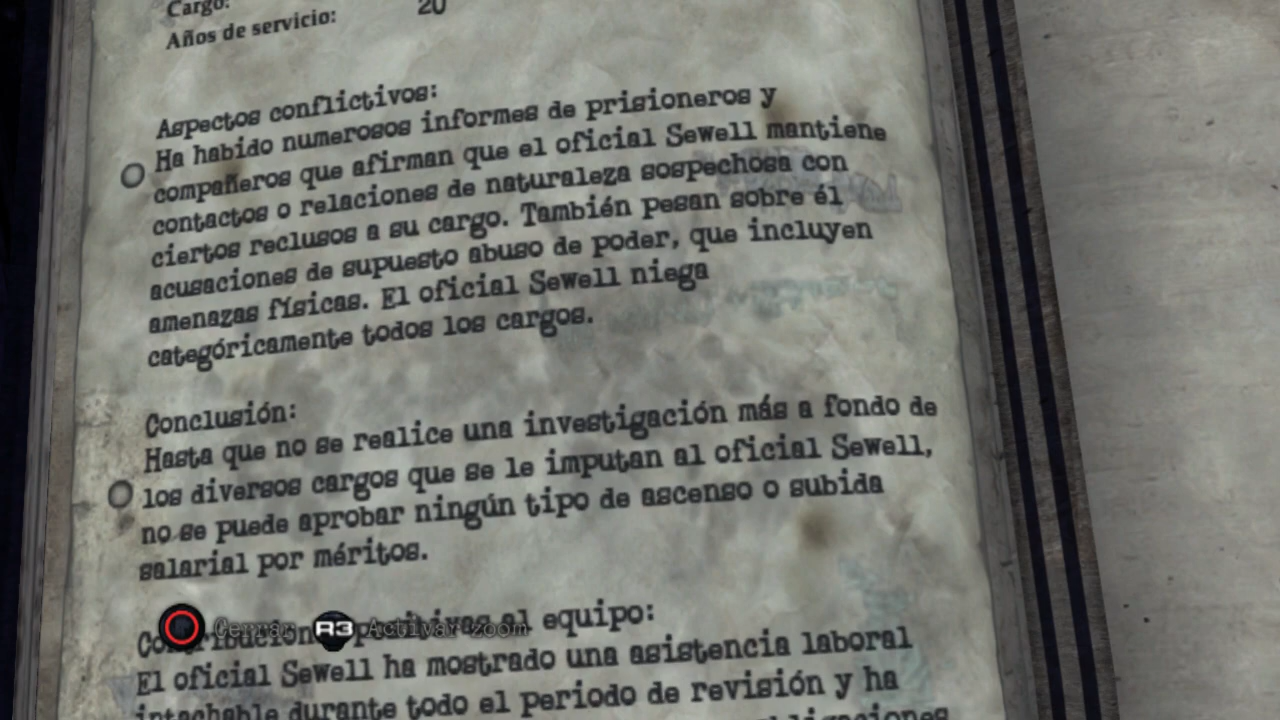 Cargo:
Años de servicio: 20
Aspectos conflictivos:
Ha habido numerosos informes de prisioneros y
compañeros que afirman que el oficial Sewell mantiene
contactos o relaciones de naturaleza sospechosa con
ciertos reclusos a su cargo. También pesan sobre él
acusaciones de supuesto abuso de poder, que incluyen
amenazas físicas. El oficial Sewell niega
categóricamente todos los cargos.
Conclusión:
Hasta que no se realice una investigación más a fondo de
los diversos cargos que se le imputan al oficial Sewell,
no se puede aprobar ningún tipo de ascenso o subida
salarial por méritos.
Contribuciones positivas al equipo:
Cerrar R3 Activar zoom
El oficial Sewell ha mostrado una asistencia laboral
intachable durante todo el periodo de revisión y ha
obligaciones